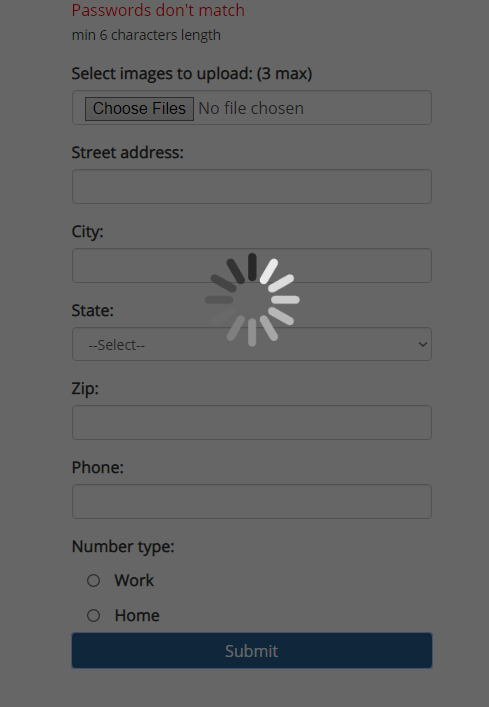 Passwords don't match
min 6 characters length
Select images to upload: (3 max)
Choose Files No file chosen
Street address:
City:
State:
--Select--
Zip:
Phone:
Number type:
Work
Home
Submit